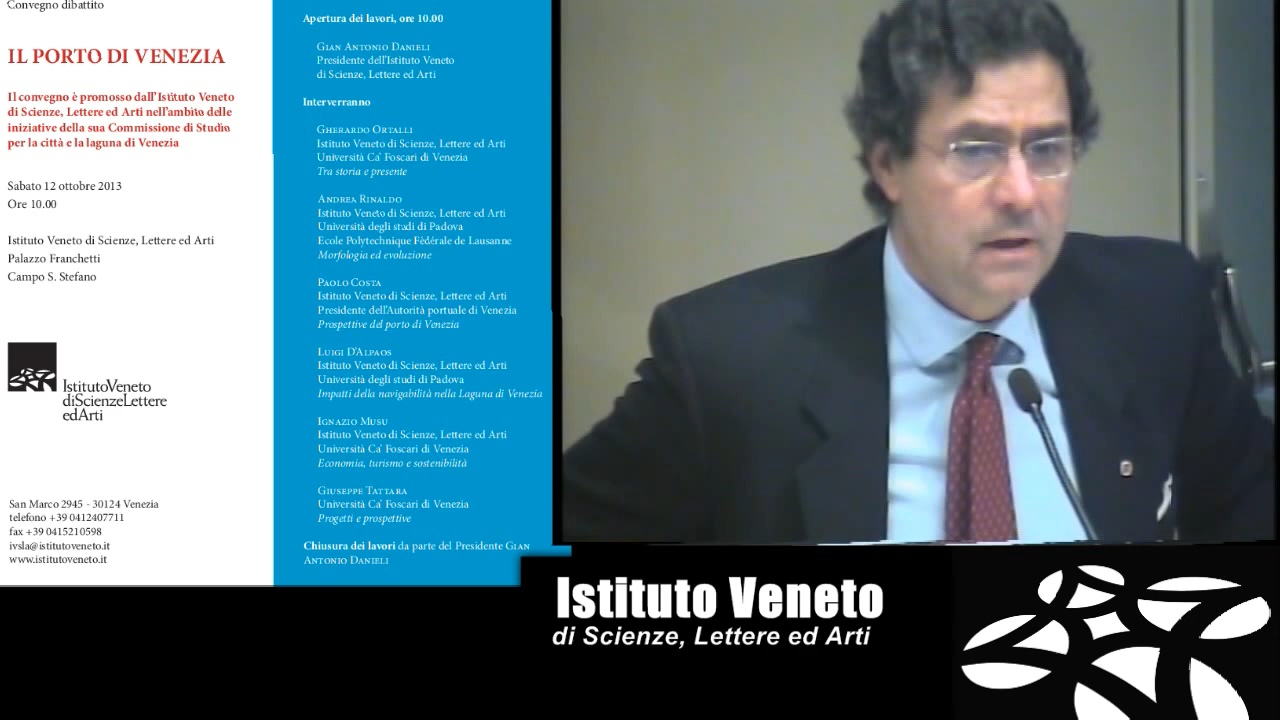 Convegno dibattito
IL PORTO DI VENEZIA
Il convegno è promosso dall'Istituto Veneto
di Scienze, Lettere ed Arti nell'ambito delle
iniziative della sua Commissione di Studio
per la città e la laguna di Venezia
Sabato 12 ottobre 2013
Ore 10.00
Istituto Veneto di Scienze, Lettere ed Arti
Palazzo Franchetti
Campo S. Stefano
IstitutoVeneto
diScienzeLettere
edArti
San Marco 2945 - 30124 Venezia
telefono +39 0412407711
fax +39 0415210598
ivsla@istitutoveneto.it
www.istitutoveneto.it
Apertura dei lavori, ore 10.00
Gian Antonio Danieli
Presidente dell'Istituto Veneto
di Scienze, Lettere ed Arti
Interverranno
Gherardo Ortalli
Istituto Veneto di Scienze, Lettere ed Arti
Università Ca' Foscari di Venezia
Tra storia e presente
Andrea Rinaldo
Istituto Veneto di Scienze, Lettere ed Arti
Università degli studi di Padova
Ecole Polytechnique Fédérale de Lausanne
Morfologia ed evoluzione
Paolo Costa
Istituto Veneto di Scienze, Lettere ed Arti
Presidente dell'Autorità portuale di Venezia
Prospettive del porto di Venezia
Luigi D'Alpaos
Istituto Veneto di Scienze, Lettere ed Arti
Università degli studi di Padova
Impatti della navigabilità nella Laguna di Venezia
Ignazio Musu
Istituto Veneto di Scienze, Lettere ed Arti
Università Ca' Foscari di Venezia
Economia, turismo e sostenibilità
Giuseppe Tattara
Università Ca' Foscari di Venezia
Progetti e prospettive
Chiusura dei lavori da parte del Presidente Gian
Antonio Danieli
Istituto Veneto
di Scienze, Lettere ed Arti